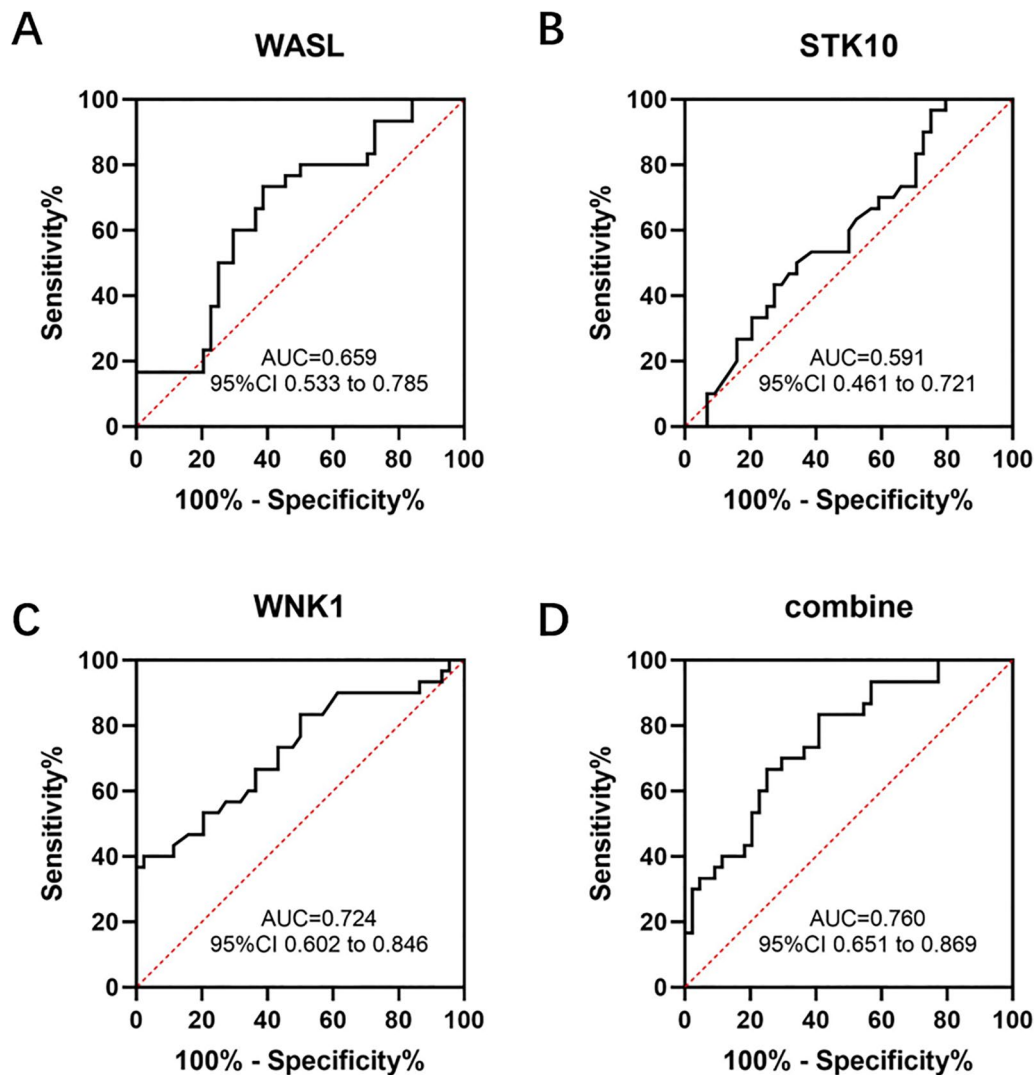 A
WASL
100
80
60
40
20
0
Sensitivity%
AUC=0.659
95%CI 0.533 to 0.785
0 20 40 60 80 100
100% - Specificity%
B
STK10
100
80
60
40
20
0
Sensitivity%
AUC=0.591
95%CI 0.461 to 0.721
0 20 40 60 80 100
100% - Specificity%
C
WNK1
100
80
60
40
20
0
Sensitivity%
AUC=0.724
95%CI 0.602 to 0.846
0 20 40 60 80 100
100% - Specificity%
D
combine
100
80
60
40
20
0
Sensitivity%
AUC=0.760
95%CI 0.651 to 0.869
0 20 40 60 80 100
100% - Specificity%